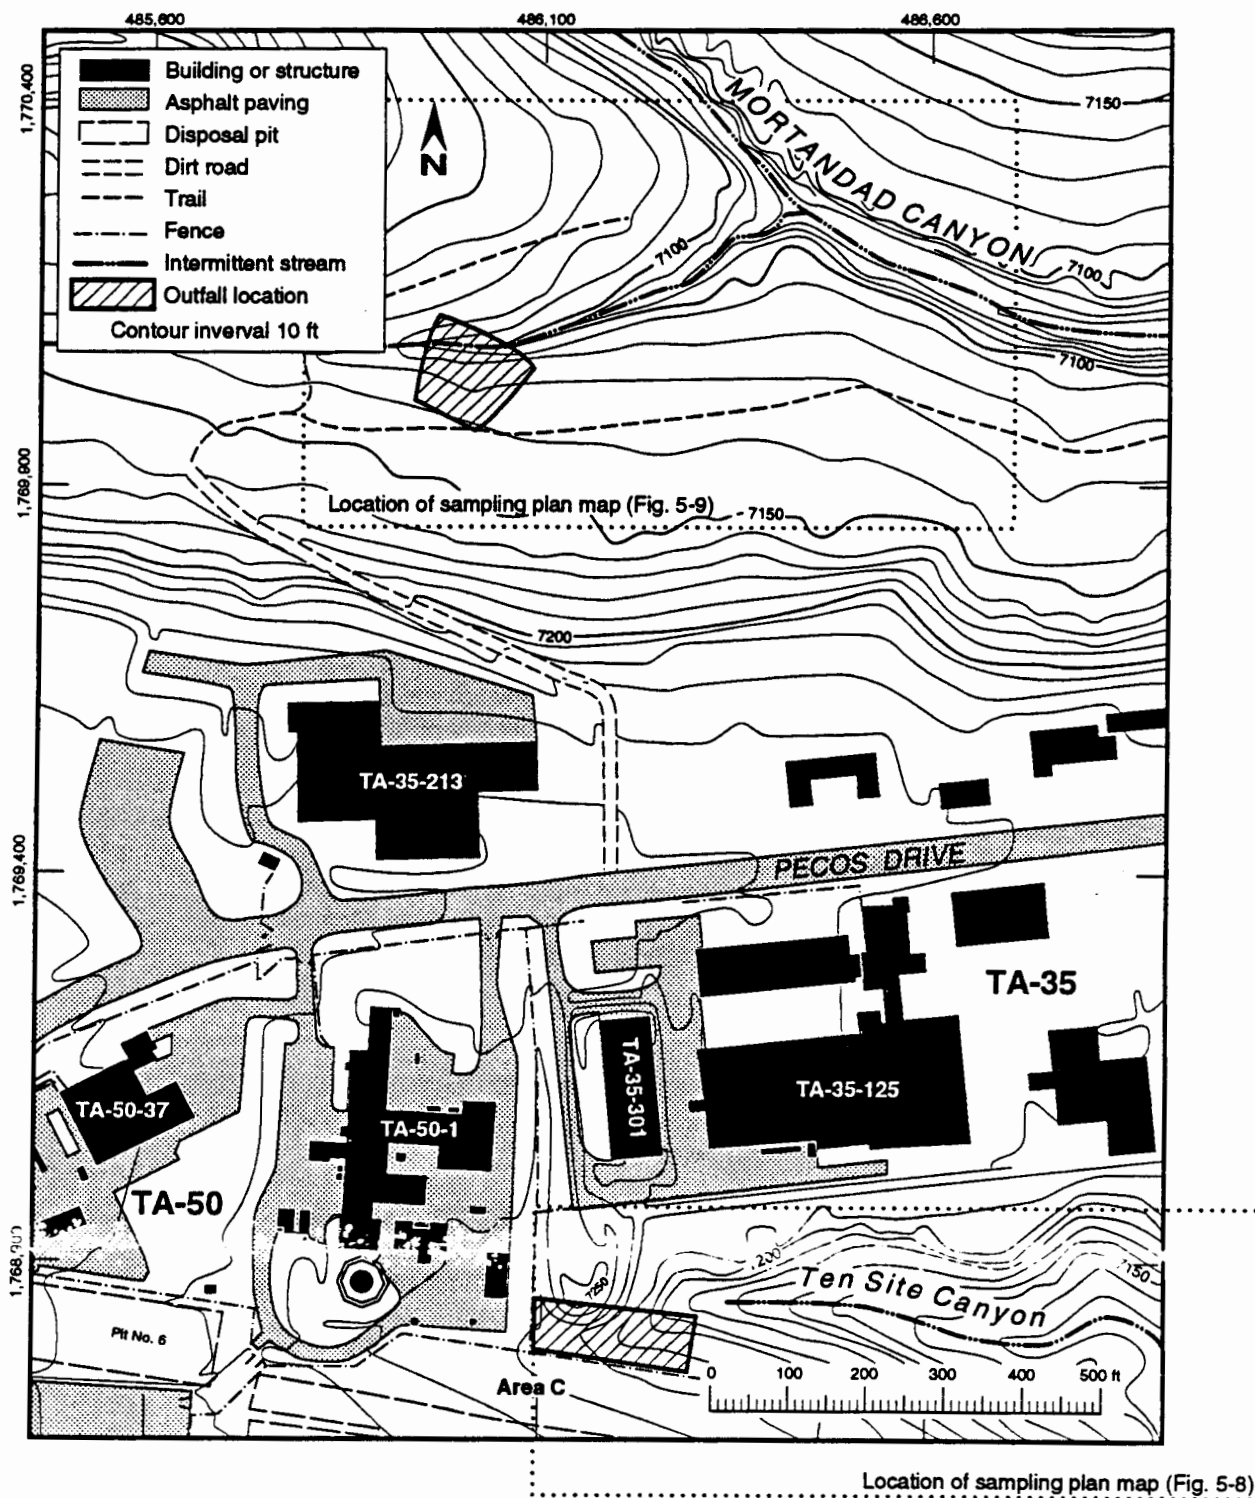 485,600
486,100
486,600
1,770,400
Building or structure
Asphalt paving
Disposal pit
Dirt road
Trail
Fence
Intermittent stream
Outfall location
Contour inverval 10 ft
N
MORTANDAD CANYON
7150
7100
7100
7100
1,769,900
Location of sampling plan map (Fig. 5-9)
7150
7200
TA-35-213
1,769,400
PECOS DRIVE
TA-35
TA-35-301
TA-35-125
TA-50-37
TA-50-1
TA-50
7250
Ten Site Canyon
Pit No. 6
Area C
0 100 200 300 400 500 ft
Location of sampling plan map (Fig. 5-8)